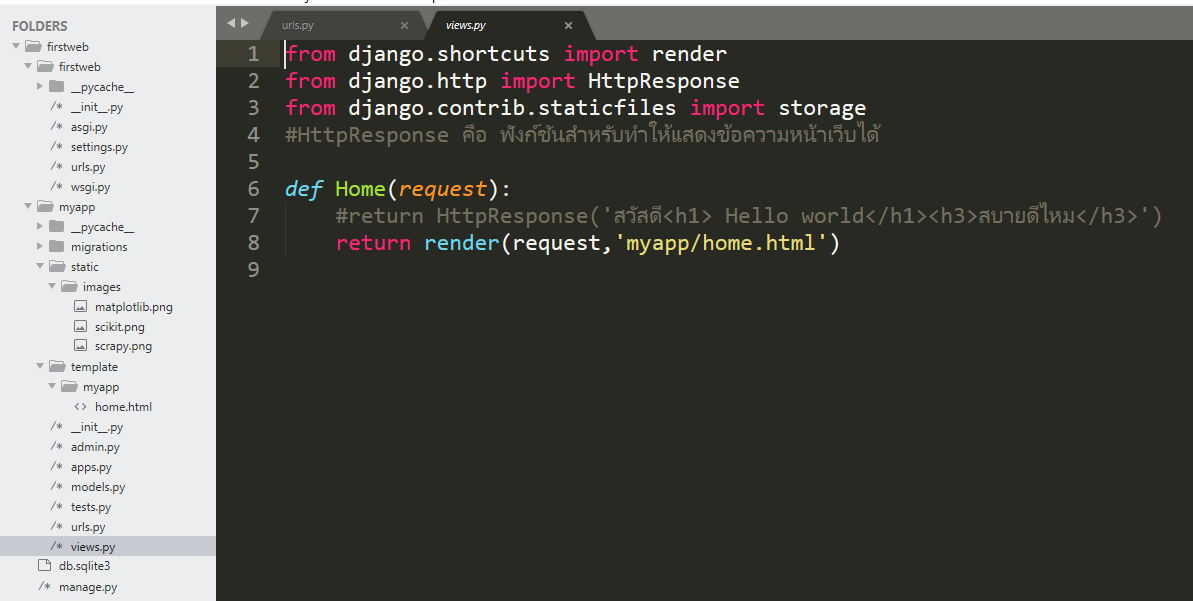 FOLDERS
firstweb
firstweb
__pycache__
__init__.py
asgi.py
settings.py
urls.py
wsgi.py
myapp
__pycache__
migrations
static
images
matplotlib.png
scikit.png
scrapy.png
template
myapp
home.html
__init__.py
admin.py
apps.py
models.py
tests.py
urls.py
views.py
db.sqlite3
manage.py
urls.py × views.py ×
1 from django.shortcuts import render
2 from django.http import HttpResponse
3 from django.contrib.staticfiles import storage
4 #HttpResponse คือ ฟังก์ชันสำหรับทำให้แสดงข้อความหน้าเว็บได้
5
6 def Home(request):
7 #return HttpResponse('สวัสดี<h1> Hello world</h1><h3>สบายดีไหม</h3>')
8 return render(request,'myapp/home.html')
9